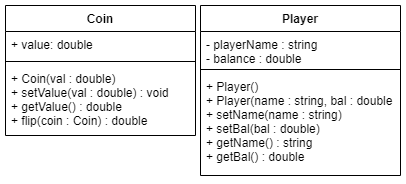 Coin
+ value: double
+ Coin(val : double)
+ setValue(val : double) : void
+ getValue() : double
+ flip(coin : Coin) : double
Player
- playerName : string
- balance : double
+ Player()
+ Player(name : string, bal : double
+ setName(name : string)
+ setBal(bal : double)
+ getName() : string
+ getBal() : double